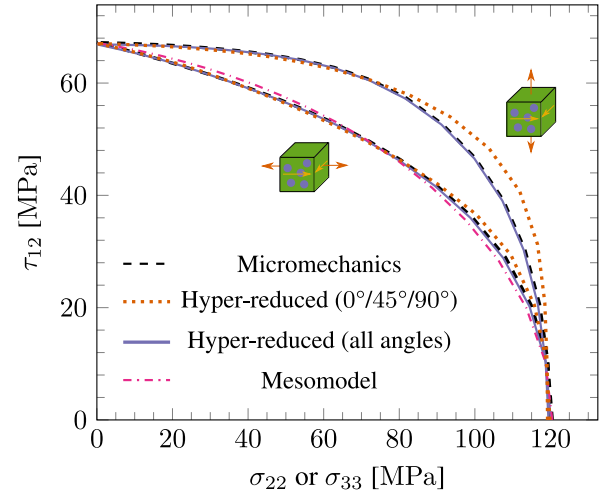 60
40
20
0
τ₁₂ [MPa]
Micromechanics
Hyper-reduced (0°/45°/90°)
Hyper-reduced (all angles)
Mesomodel
0 20 40 60 80 100 120
σ₂₂ or σ₃₃ [MPa]